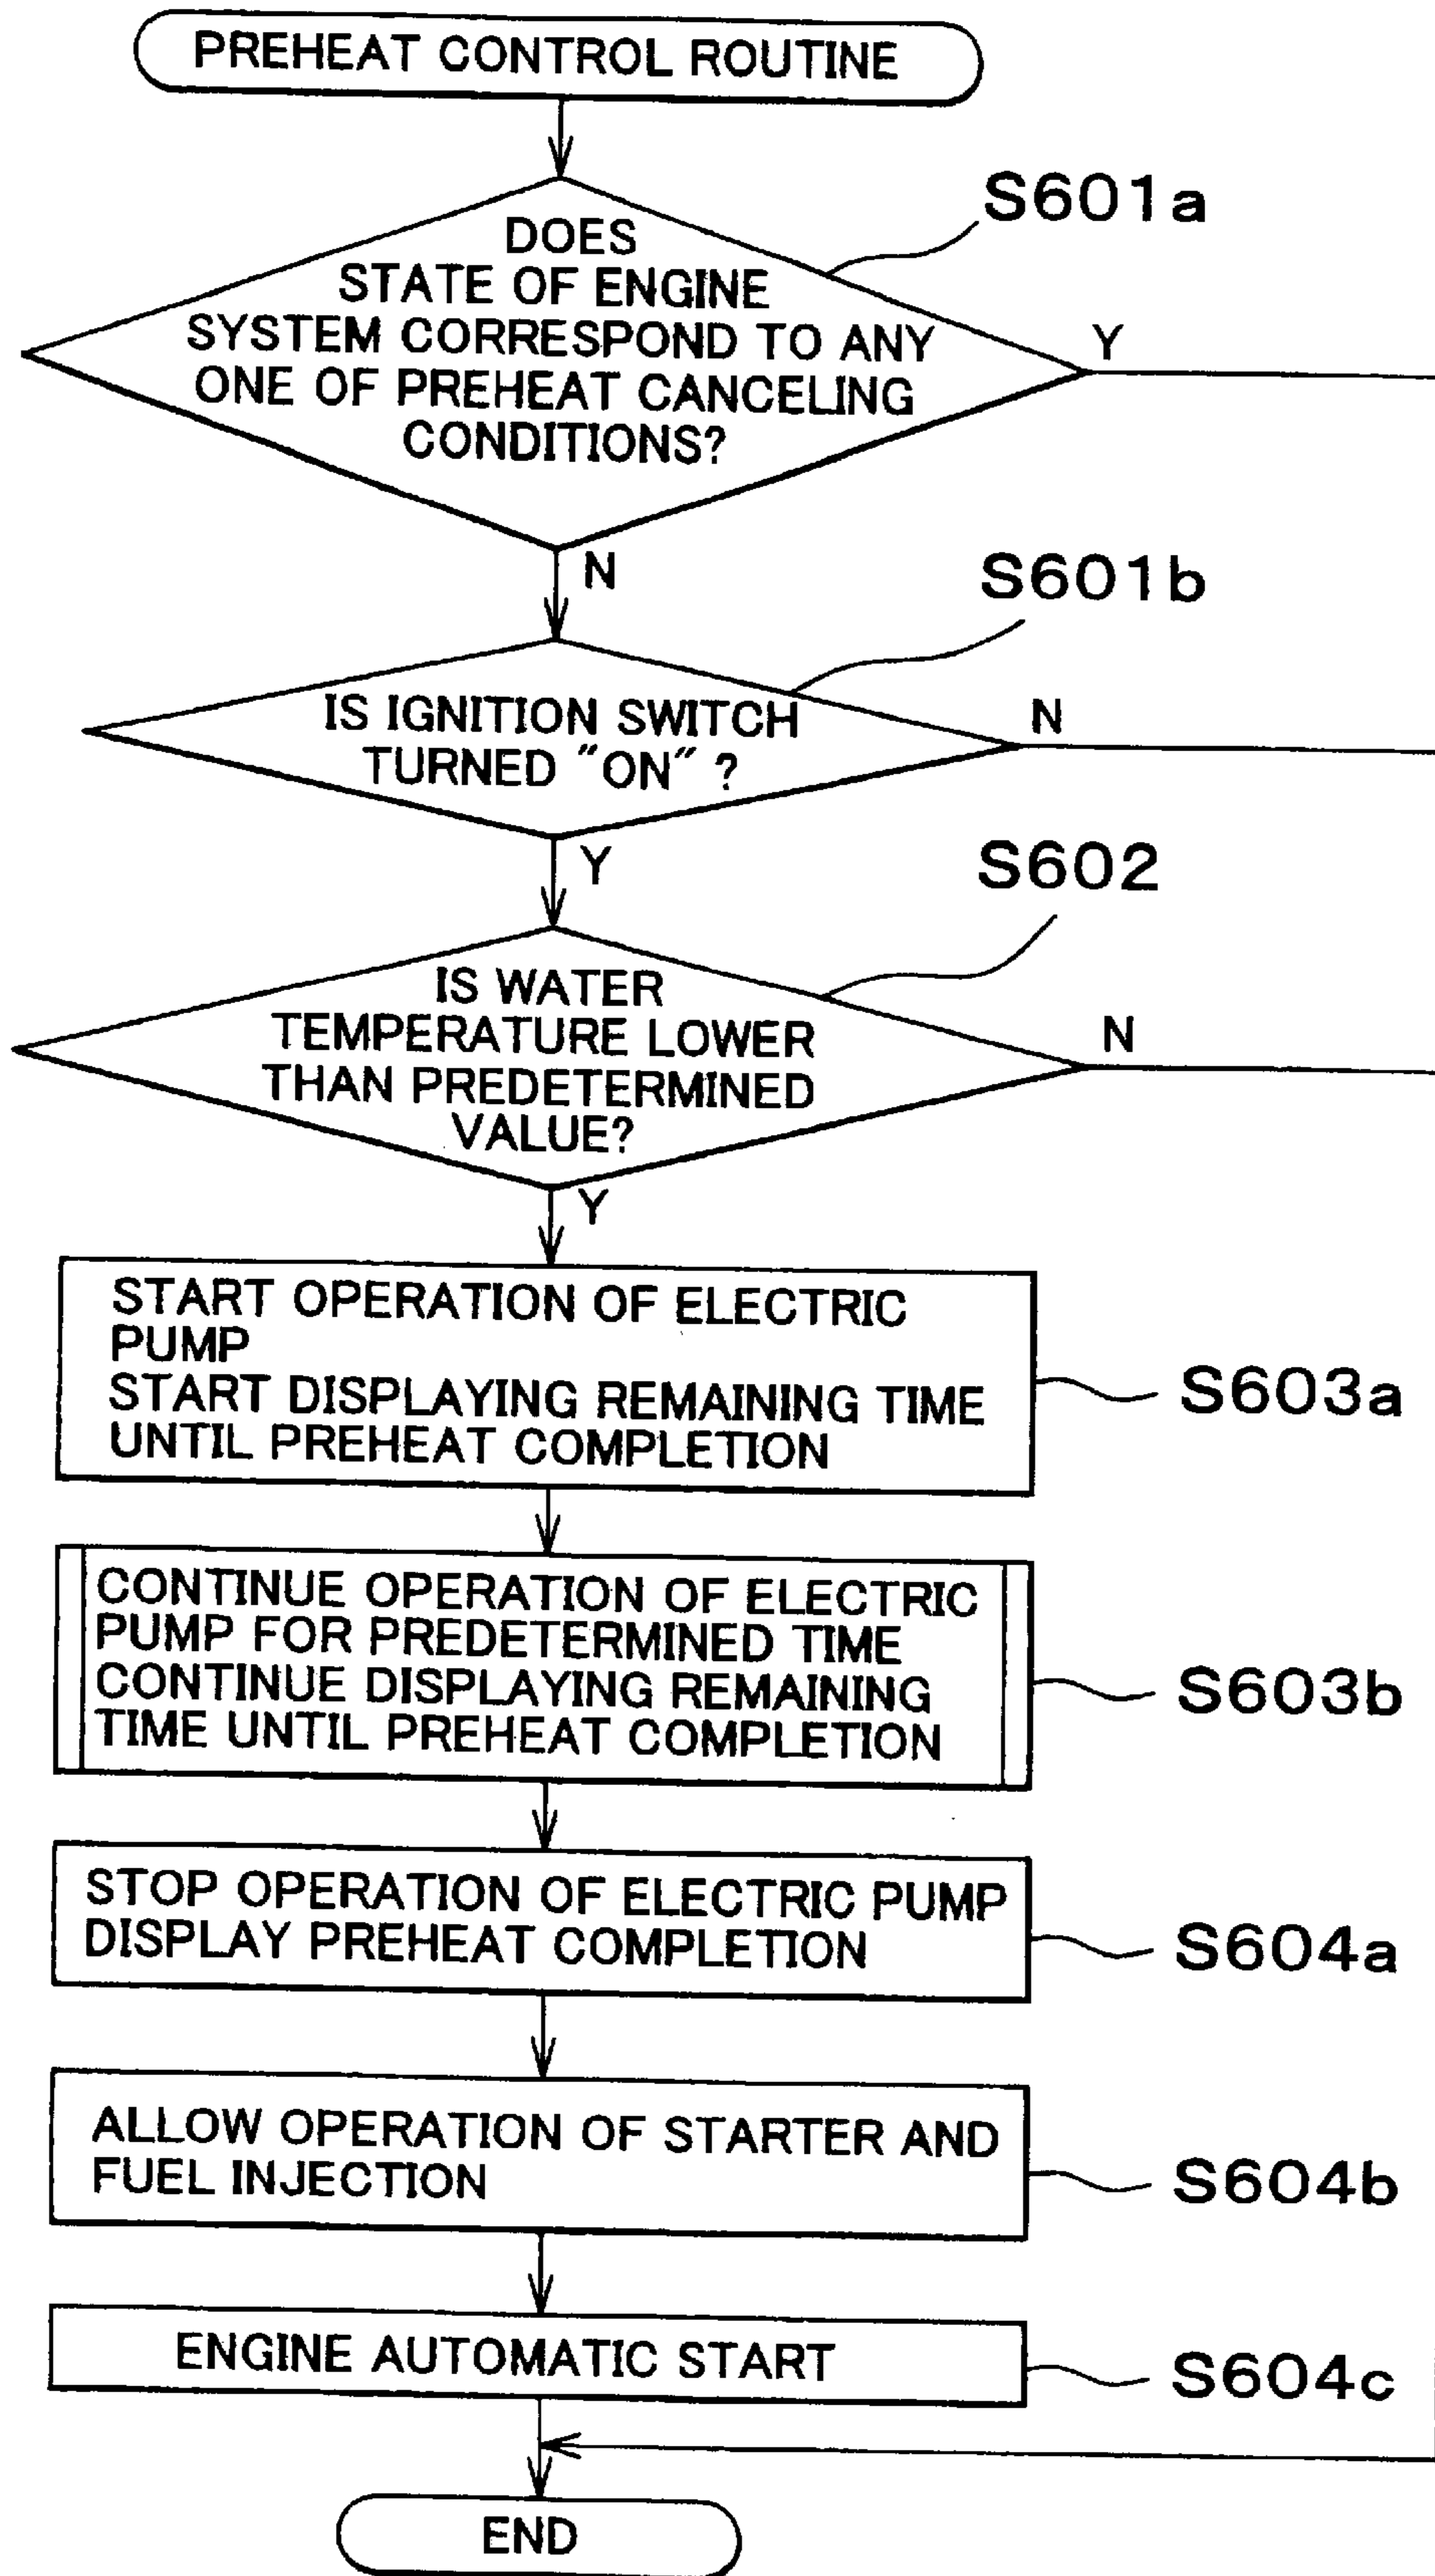 PREHEAT CONTROL ROUTINE
S601a
DOES
STATE OF ENGINE
SYSTEM CORRESPOND TO ANY
ONE OF PREHEAT CANCELING
CONDITIONS?
Y
N
S601b
IS IGNITION SWITCH
TURNED "ON" ?
N
Y
S602
IS WATER
TEMPERATURE LOWER
THAN PREDETERMINED
VALUE?
N
Y
START OPERATION OF ELECTRIC
PUMP
START DISPLAYING REMAINING TIME
UNTIL PREHEAT COMPLETION
S603a
CONTINUE OPERATION OF ELECTRIC
PUMP FOR PREDETERMINED TIME
CONTINUE DISPLAYING REMAINING
TIME UNTIL PREHEAT COMPLETION
S603b
STOP OPERATION OF ELECTRIC PUMP
DISPLAY PREHEAT COMPLETION
S604a
ALLOW OPERATION OF STARTER AND
FUEL INJECTION
S604b
ENGINE AUTOMATIC START
S604c
END